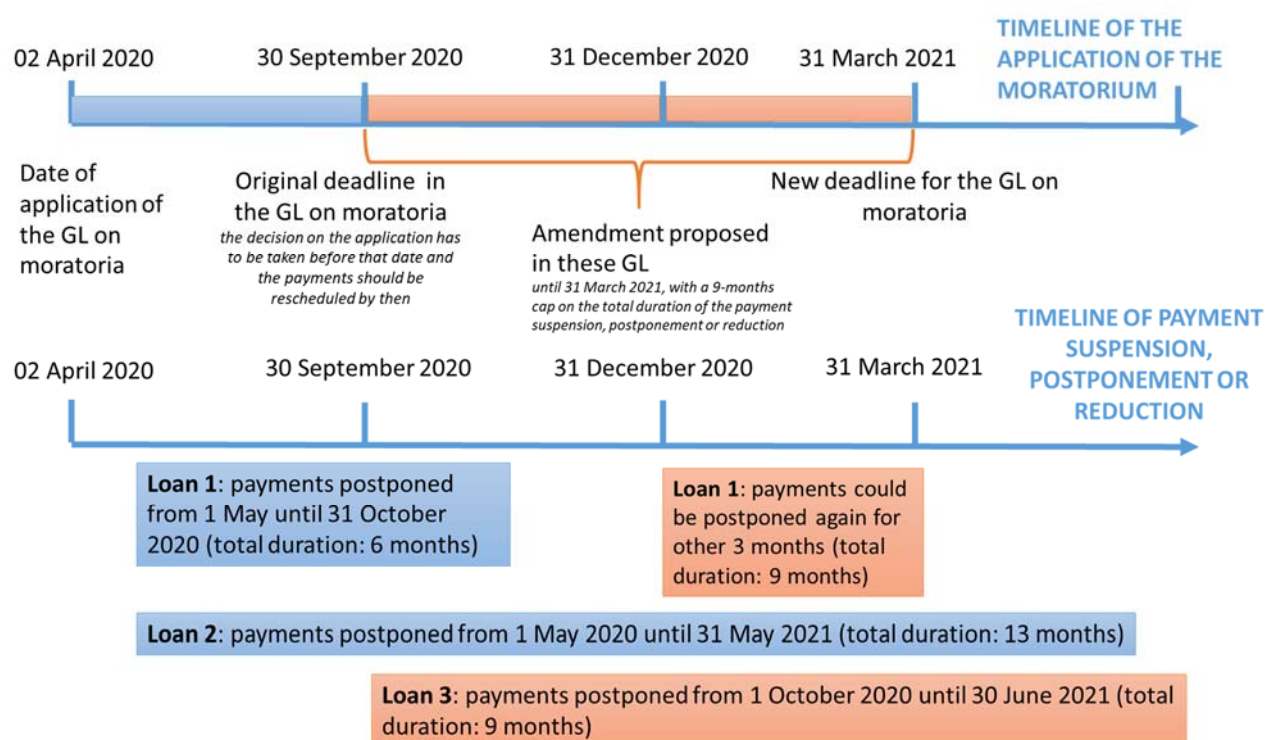 02 April 2020
30 September 2020
31 December 2020
31 March 2021
TIMELINE OF THE
APPLICATION OF THE
MORATORIUM
Date of
application of
the GL on
moratoria
Original deadline in
the GL on moratoria
the decision on the application has
to be taken before that date and
the payments should be
rescheduled by then
Amendment proposed
in these GL
until 31 March 2021, with a 9-months
cap on the total duration of the payment
suspension, postponement or reduction
New deadline for the GL on
moratoria
TIMELINE OF PAYMENT
SUSPENSION,
POSTPONEMENT OR
REDUCTION
02 April 2020
30 September 2020
31 December 2020
31 March 2021
Loan 1: payments postponed
from 1 May until 31 October
2020 (total duration: 6 months)
Loan 1: payments could
be postponed again for
other 3 months (total
duration: 9 months)
Loan 2: payments postponed from 1 May 2020 until 31 May 2021 (total duration: 13 months)
Loan 3: payments postponed from 1 October 2020 until 30 June 2021 (total
duration: 9 months)